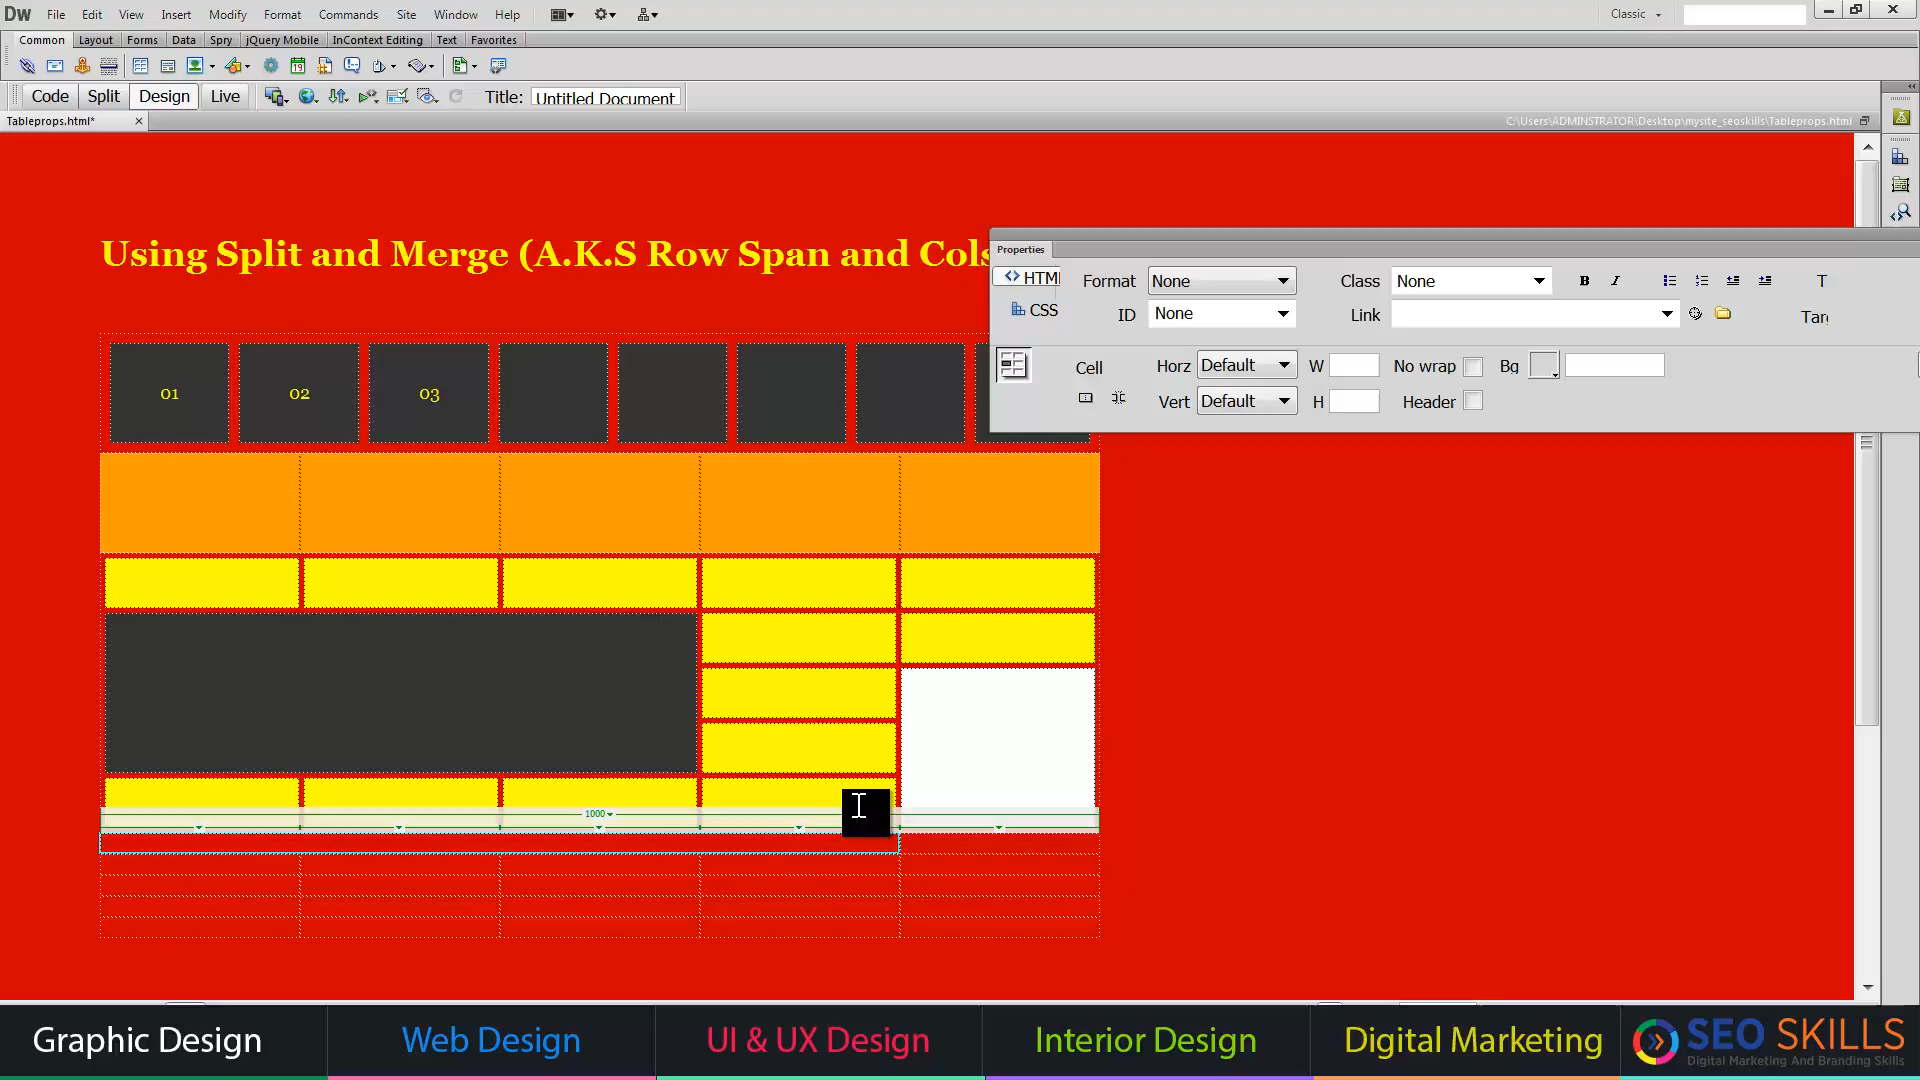 Dw File Edit View Insert Modify Format Commands Site Window Help Classic
Common Layout Forms Data Spry jQuery Mobile InContext Editing Text Favorites
19
Code Split Design Live Title: Untitled Document
Tableprops.html* C:\Users\ADMINSTRATOR\Desktop\mysite_seoskills\Tableprops.html
Using Split and Merge (A.K.S Row Span and Cols
Properties
HTML Format None Class None B I T
CSS ID None Link Targ
Cell Horz Default W No wrap Bg
Vert Default H Header
01 02 03
1000
Graphic Design Web Design UI & UX Design Interior Design Digital Marketing SEO SKILLS
Digital Marketing And Branding Skills